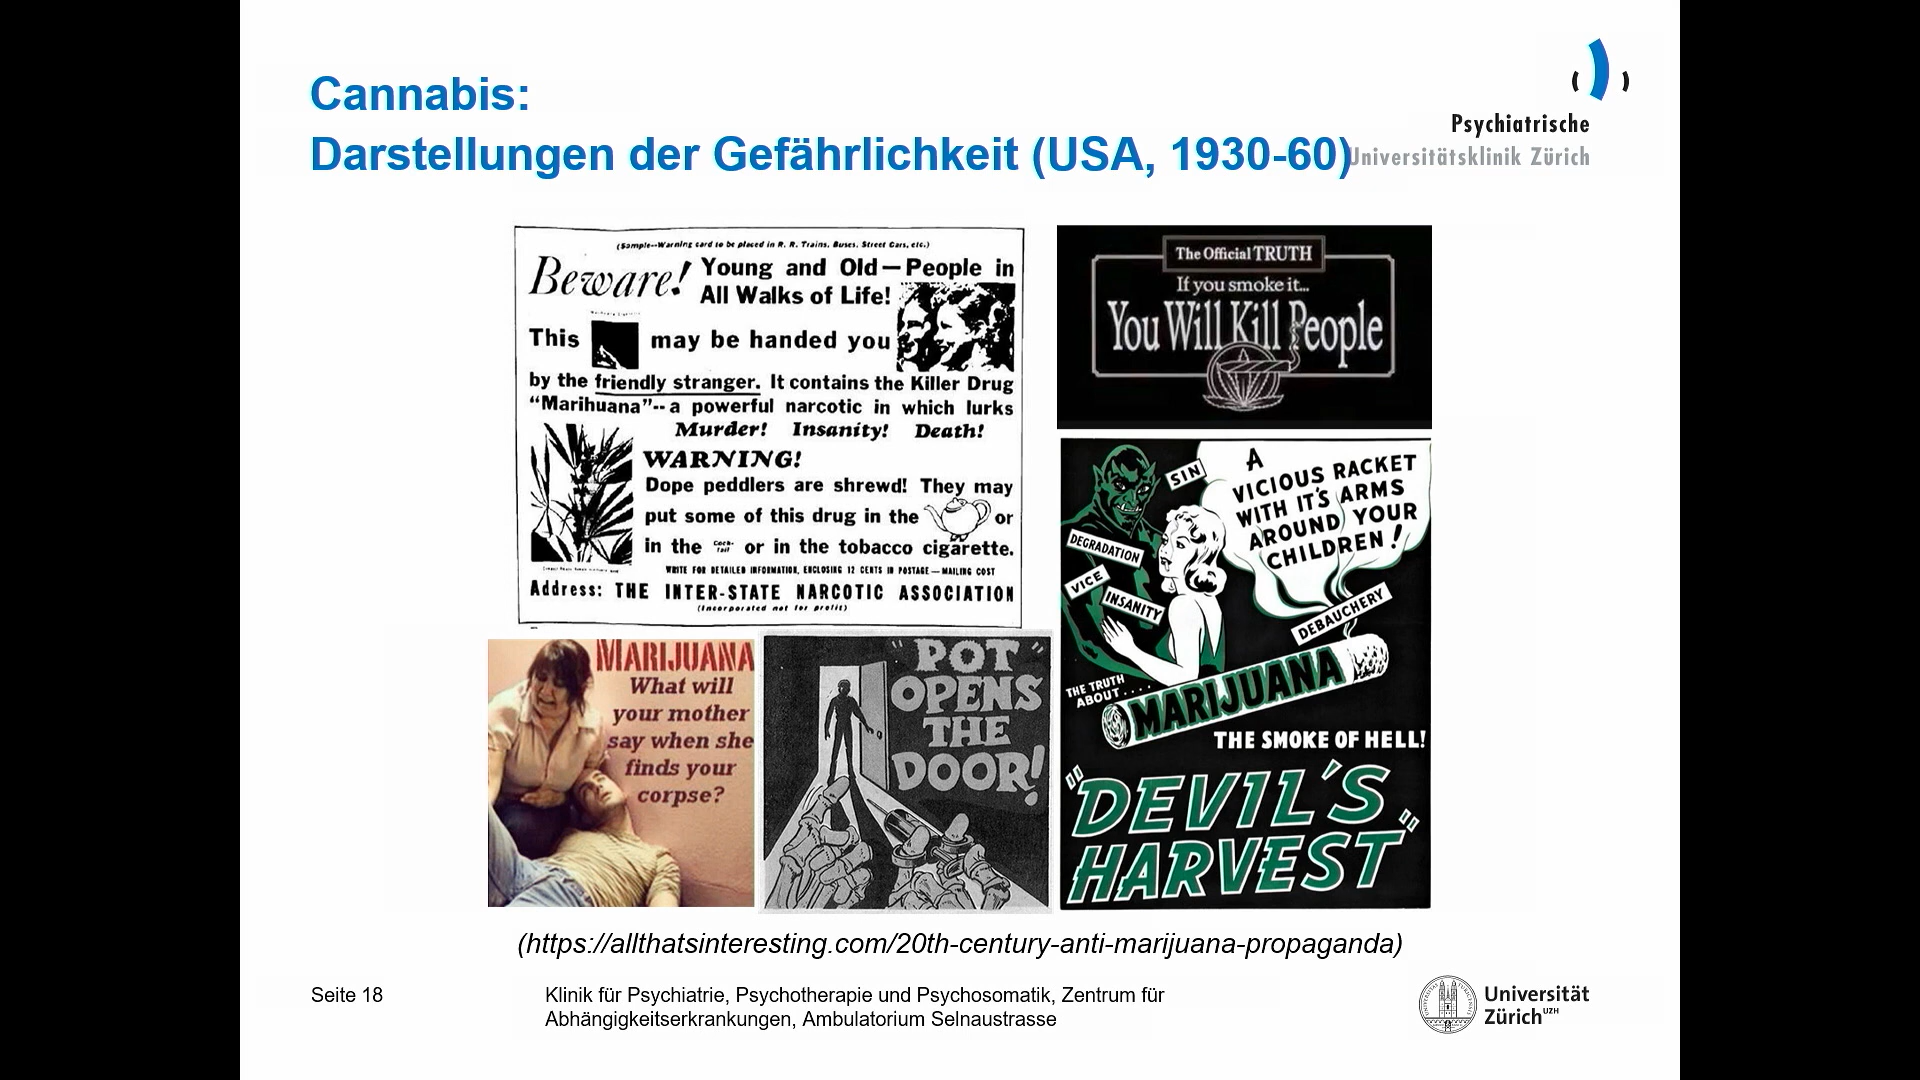 Cannabis:
Darstellungen der Gefährlichkeit (USA, 1930-60)
Psychiatrische
Universitätsklinik Zürich
(Sample--Warning card to be placed in R. R. Trains, Buses, Street Cars, etc.)
Beware! Young and Old—People in
All Walks of Life!
This may be handed you
by the friendly stranger. It contains the Killer Drug
"Marihuana"--a powerful narcotic in which lurks
Murder! Insanity! Death!
WARNING!
Dope peddlers are shrewd! They may
put some of this drug in the or
in the Cock-
tail or in the tobacco cigarette.
WRITE FOR DETAILED INFORMATION, ENCLOSING 12 CENTS IN POSTAGE—MAILING COST
Address: THE INTER-STATE NARCOTIC ASSOCIATION
(Incorporated not for profit)
The Official TRUTH
If you smoke it...
You Will Kill People
SIN
A
VICIOUS RACKET
WITH IT'S ARMS
AROUND YOUR
CHILDREN!
DEGRADATION
VICE
INSANITY
DEBAUCHERY
THE TRUTH
ABOUT....
MARIJUANA
THE SMOKE OF HELL!
"DEVIL'S
HARVEST"
MARIJUANA
What will
your mother
say when she
finds your
corpse?
"POT"
OPENS
THE
DOOR!
(https://allthatsinteresting.com/20th-century-anti-marijuana-propaganda)
Seite 18
Klinik für Psychiatrie, Psychotherapie und Psychosomatik, Zentrum für
Abhängigkeitserkrankungen, Ambulatorium Selnaustrasse
Universität
Zürich UZH